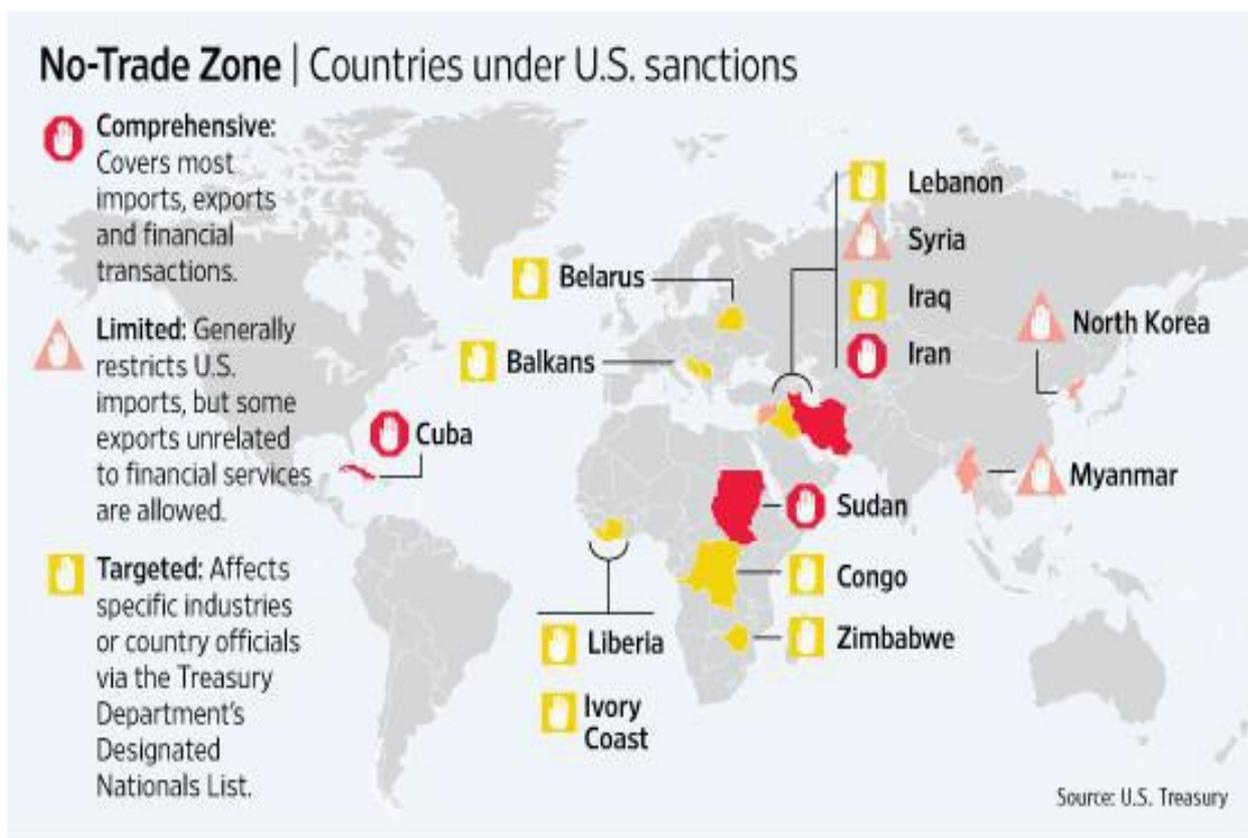 No-Trade Zone | Countries under U.S. sanctions
Comprehensive:
Covers most
imports, exports
and financial
transactions.
Limited: Generally
restricts U.S.
imports, but some
exports unrelated
to financial services
are allowed.
Targeted: Affects
specific industries
or country officials
via the Treasury
Department's
Designated
Nationals List.
Cuba
Belarus
Balkans
Lebanon
Syria
Iraq
Iran
North Korea
Myanmar
Sudan
Congo
Zimbabwe
Liberia
Ivory
Coast
Source: U.S. Treasury